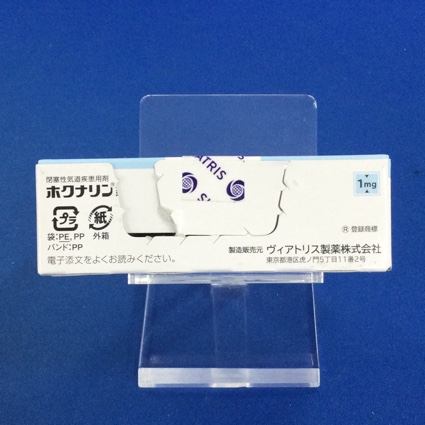 閉塞性気道疾患用剤
ホクナリン®
1mg
ATRIS
プラ 紙
袋:PE, PP 外箱
バンド:PP
電子添文をよくお読みください。
® 登録商標
製造販売元 ヴィアトリス製薬株式会社
東京都港区虎ノ門5丁目11番2号